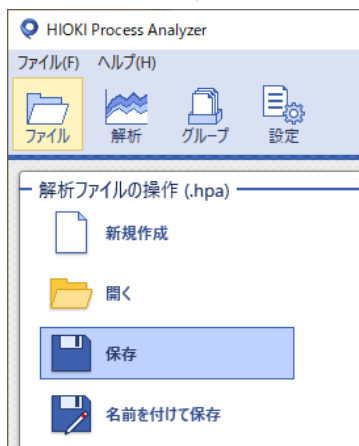 HIOKI Process Analyzer
ファイル(F) ヘルプ(H)
ファイル 解析 グループ 設定
解析ファイルの操作 (.hpa)
新規作成
開く
保存
名前を付けて保存